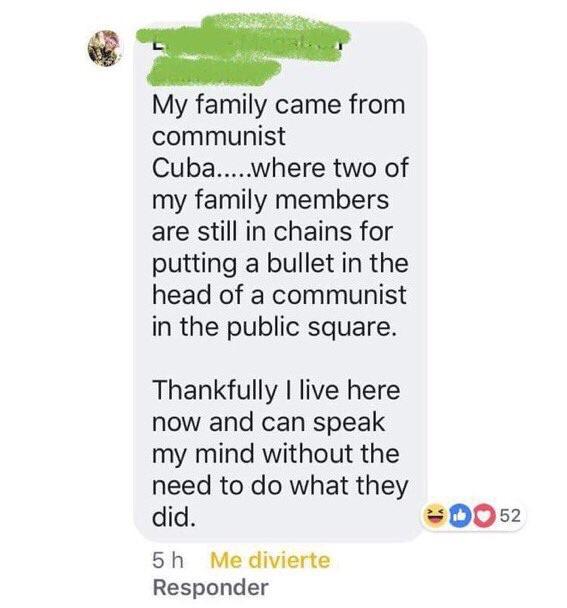 My family came from
communist
Cuba.....where two of
my family members
are still in chains for
putting a bullet in the
head of a communist
in the public square.
Thankfully I live here
now and can speak
my mind without the
need to do what they
did.
52
5 h Me divierte
Responder